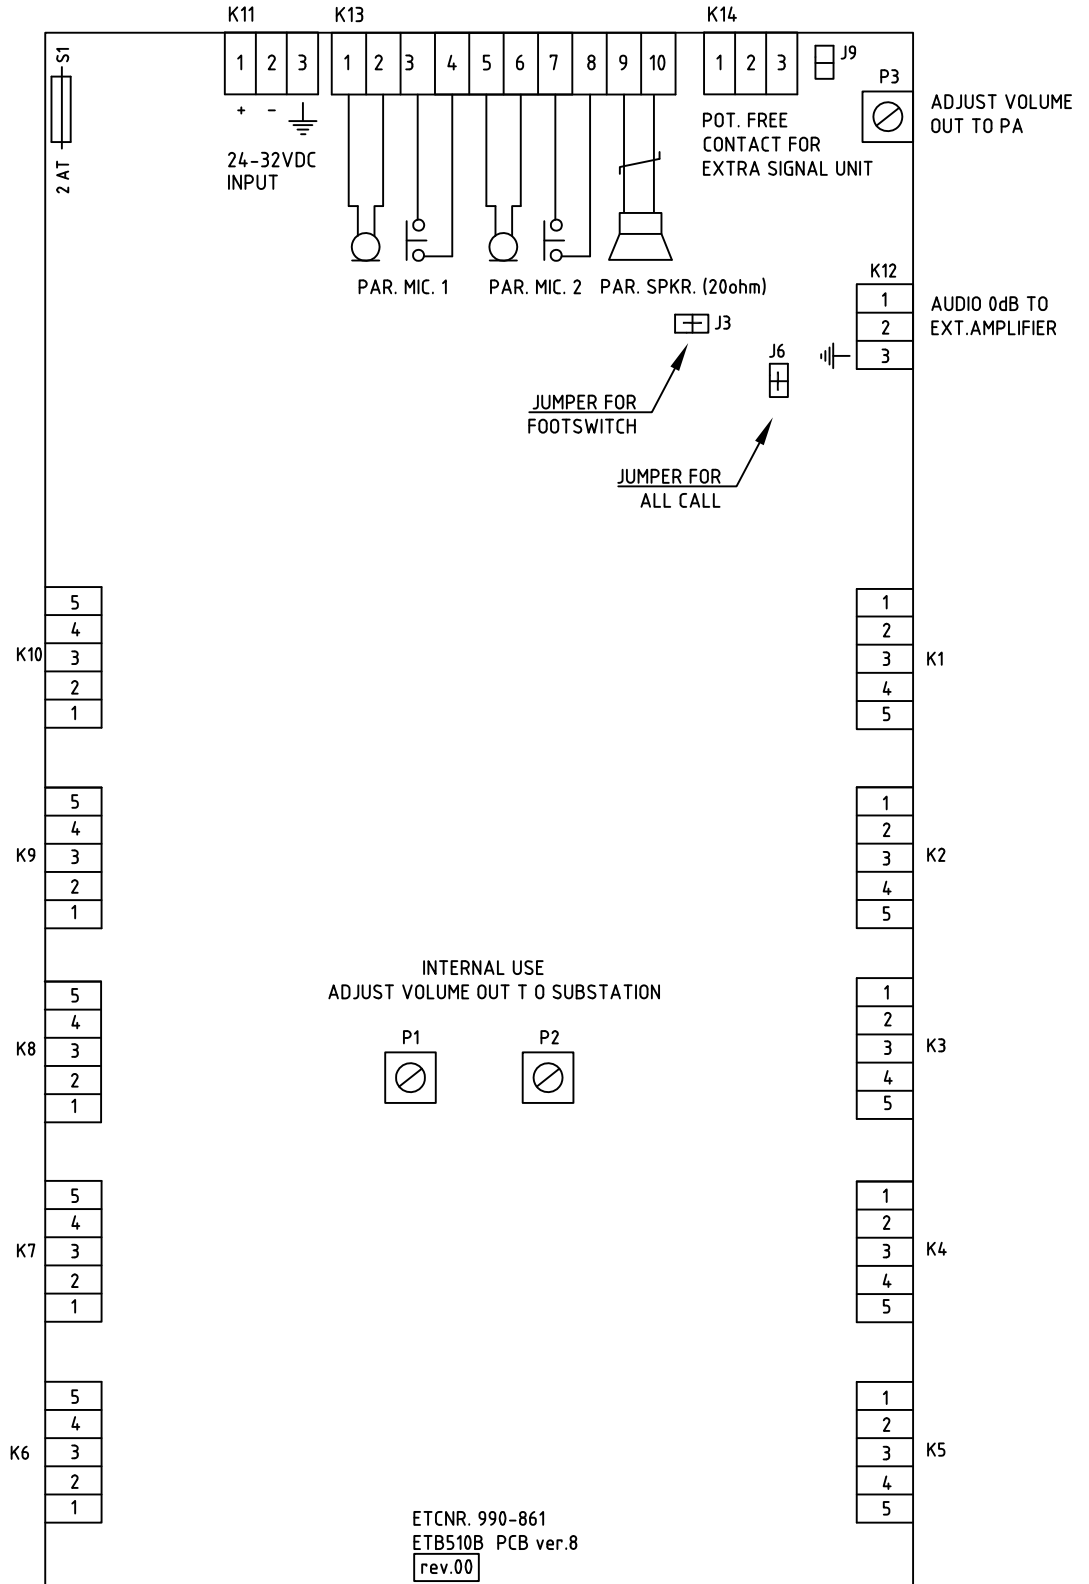 K11 K13 K14
S1
2 AT
1 2 3
1 2 3 4 5 6 7 8 9 10
1 2 3
J9
P3
+ -
24-32VDC
INPUT
POT. FREE
CONTACT FOR
EXTRA SIGNAL UNIT
ADJUST VOLUME
OUT TO PA
PAR. MIC. 1
PAR. MIC. 2
PAR. SPKR. (20ohm)
K12
1
2
3
AUDIO 0dB TO
EXT.AMPLIFIER
J3
J6
JUMPER FOR
FOOTSWITCH
JUMPER FOR
ALL CALL
K10
5
4
3
2
1
K1
1
2
3
4
5
K9
5
4
3
2
1
K2
1
2
3
4
5
INTERNAL USE
ADJUST VOLUME OUT T O SUBSTATION
P1 P2
K8
5
4
3
2
1
K3
1
2
3
4
5
K7
5
4
3
2
1
K4
1
2
3
4
5
K6
5
4
3
2
1
K5
1
2
3
4
5
ETCNR. 990-861
ETB510B PCB ver.8
rev.00